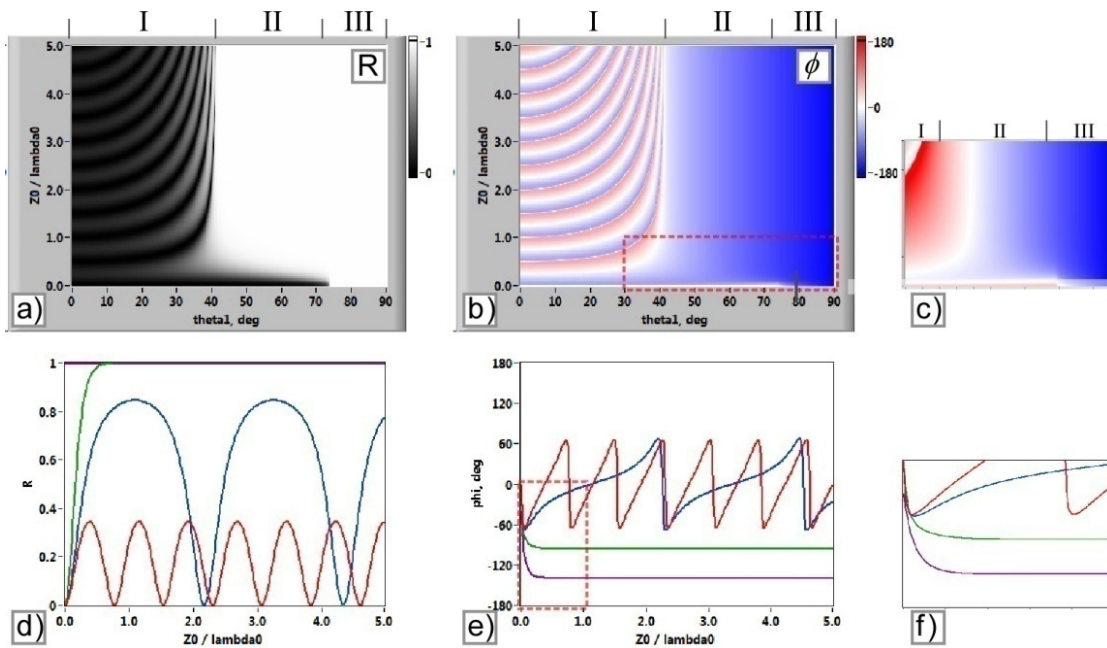 I II III
R
5.0
4.0
3.0
2.0
1.0
0.0
Z0 / lambda0
0 10 20 30 40 50 60 70 80 90
theta1, deg
-1
-0
a)
I II III
ϕ
5.0
4.0
3.0
2.0
1.0
0.0
Z0 / lambda0
0 10 20 30 40 50 60 70 80 90
theta1, deg
-180
-0
--180
b)
I II III
c)
1
0.8
0.6
0.4
0.2
0
R
0.0 1.0 2.0 3.0 4.0 5.0
Z0 / lambda0
d)
180
120
60
0
-60
-120
-180
phi, deg
0.0 1.0 2.0 3.0 4.0 5.0
Z0 / lambda0
e)
f)